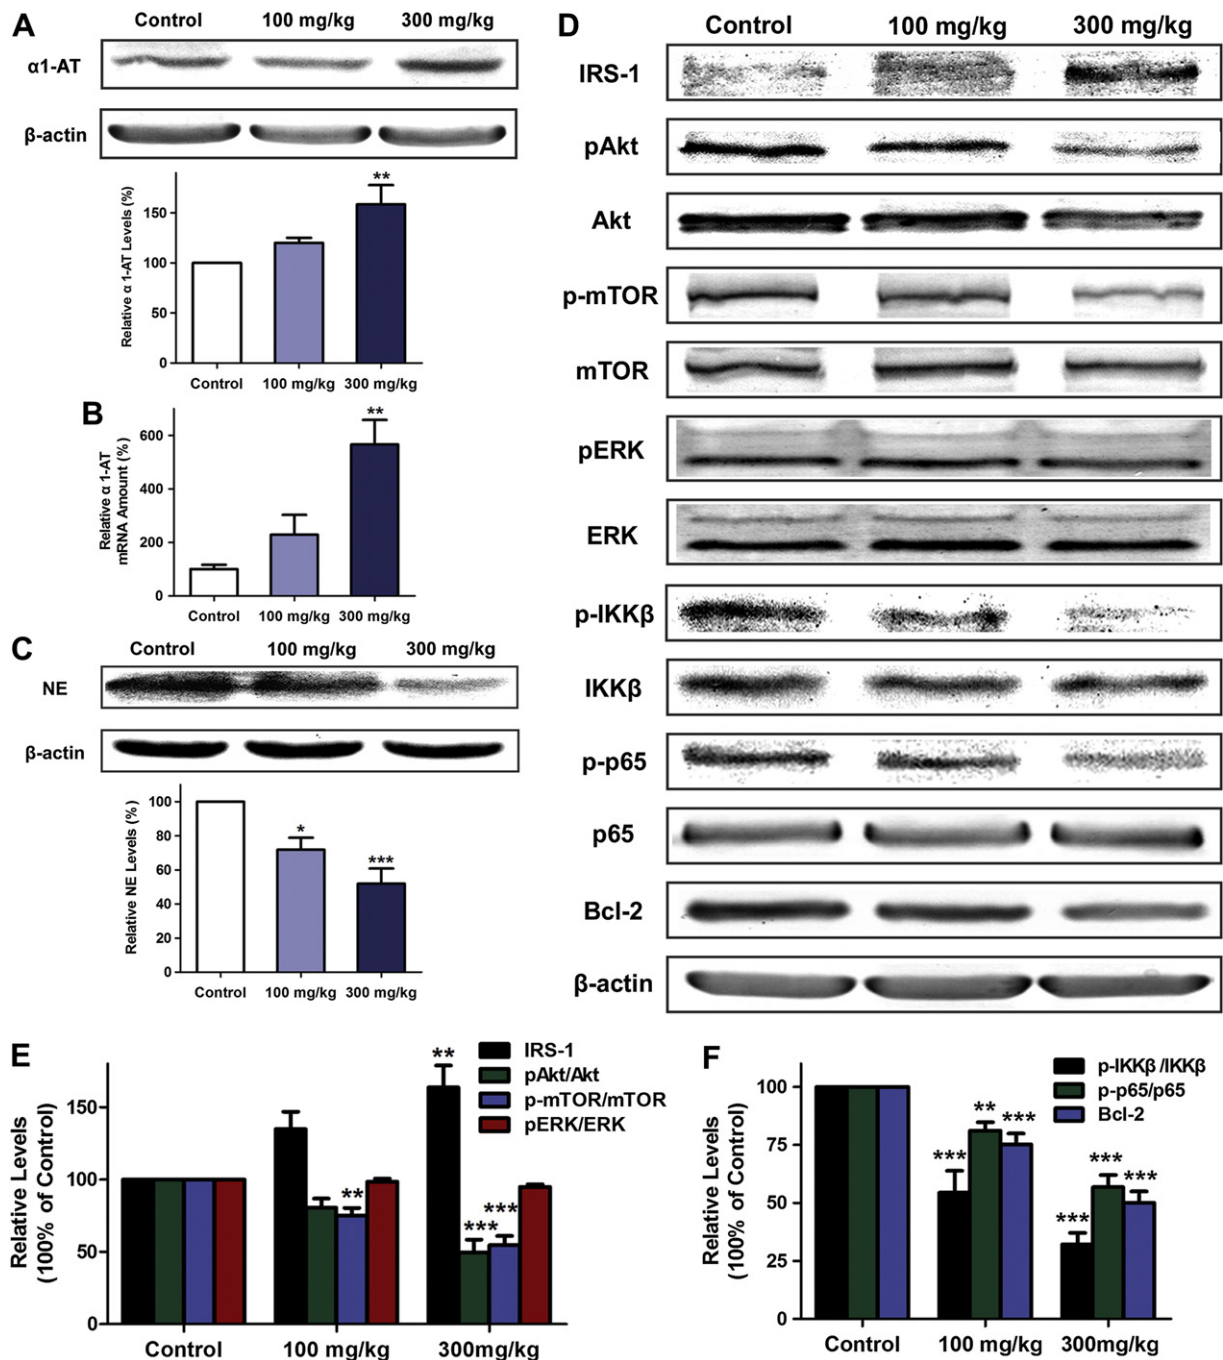 A
Control 100 mg/kg 300 mg/kg
α1-AT
β-actin
Relative α 1-AT Levels (%)
150
100
50
0
**
Control 100 mg/kg 300 mg/kg
B
Relative α 1-AT
mRNA Amount (%)
600
400
200
0
**
Control 100 mg/kg 300 mg/kg
C
Control 100 mg/kg 300 mg/kg
NE
β-actin
Relative NE Levels (%)
100
80
60
40
20
0
*
***
Control 100 mg/kg 300 mg/kg
D
Control 100 mg/kg 300 mg/kg
IRS-1
pAkt
Akt
p-mTOR
mTOR
pERK
ERK
p-IKKβ
IKKβ
p-p65
p65
Bcl-2
β-actin
E
IRS-1
pAkt/Akt
p-mTOR/mTOR
pERK/ERK
Relative Levels
(100% of Control)
150
100
50
0
**
**
***
***
Control 100 mg/kg 300mg/kg
F
p-IKKβ/IKKβ
p-p65/p65
Bcl-2
Relative Levels
(100% of Control)
100
75
50
25
0
***
**
***
***
***
***
Control 100 mg/kg 300mg/kg